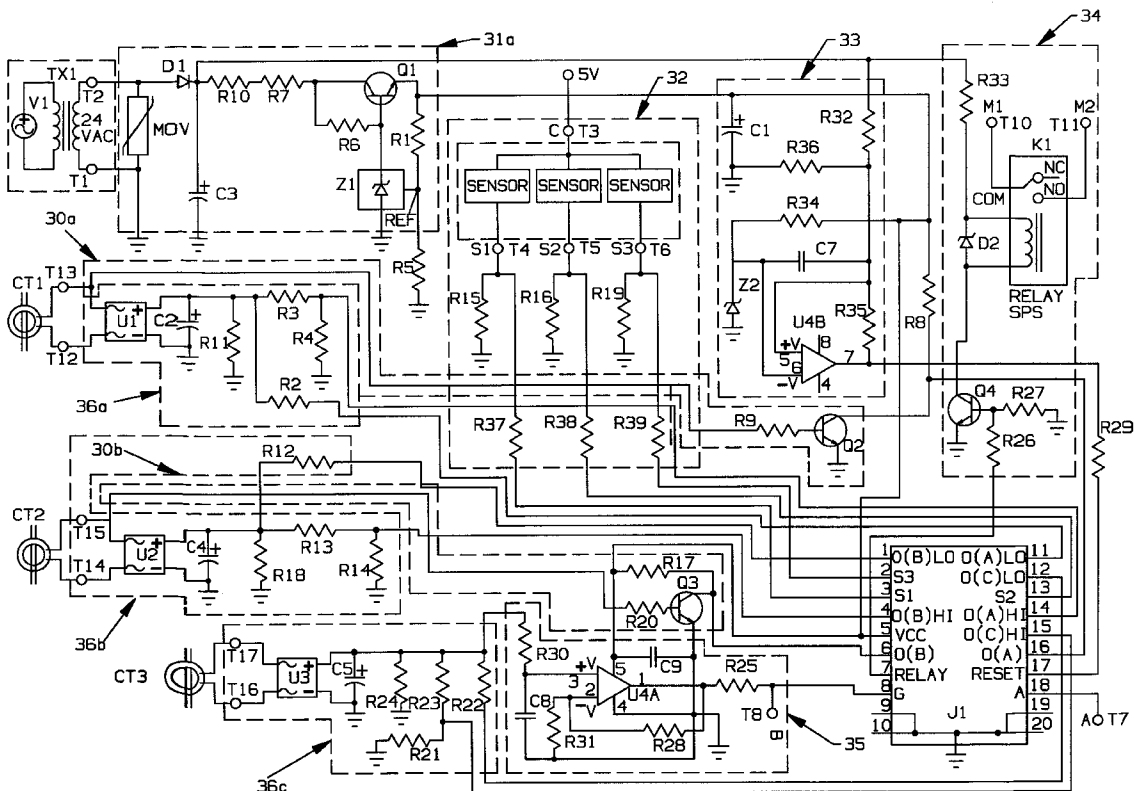 34
31a
33
32
TX1
T2
D1
R10
R7
Q1
V1
24
VAC
MOV
T1
R6
R1
Z1
REF
R5
C3
5V
C
T3
SENSOR
SENSOR
SENSOR
S1
T4
S2
T5
S3
T6
R15
R16
R19
C1
R32
R36
R34
C7
Z2
R35
U4B
+V
5
6
-V
8
7
4
R8
R33
M1
M2
T10
T11
K1
NC
COM
NO
D2
RELAY
SPS
30a
CT1
T13
T12
U1
C2
R11
R3
R4
R2
36a
R37
R38
R39
R9
Q2
Q4
R27
R26
R29
30b
R12
CT2
T15
T14
U2
C4
R18
R13
R14
36b
R17
Q3
R20
CT3
T17
T16
U3
C5
R24
R23
R22
R21
36c
R30
+V
3
2
-V
5
1
4
U4A
C9
C8
R31
R28
R25
T8
B
35
1 O(B)LO O(A)LO 11
2 S3 O(C)LO 12
3 S1 S2 13
4 O(B)HI O(A)HI 14
5 VCC O(C)HI 15
6 O(B) O(A) 16
7 RELAY RESET 17
8 G A 18
9 19
10 20
J1
A T7